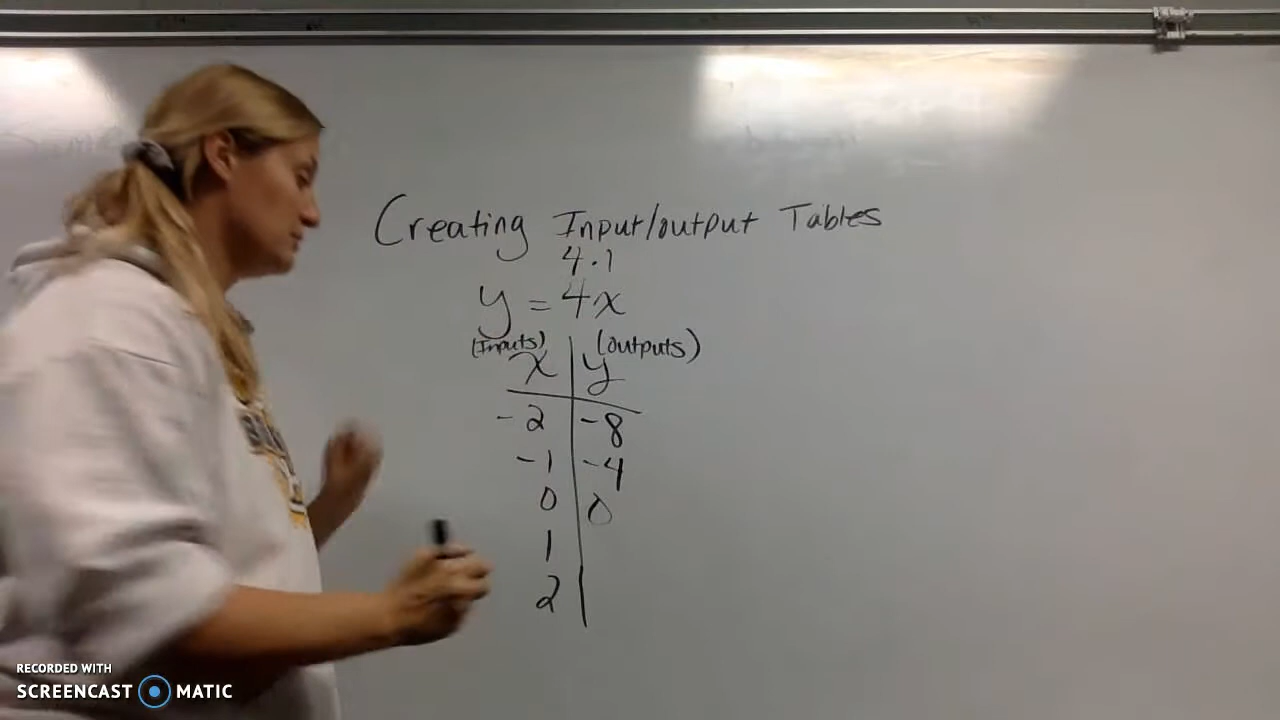 Creating Input/output Tables
4·1
y = 4x
(Inputs) (outputs)
x y
-2 -8
-1 -4
0 0
1
2
RECORDED WITH
SCREENCAST MATIC